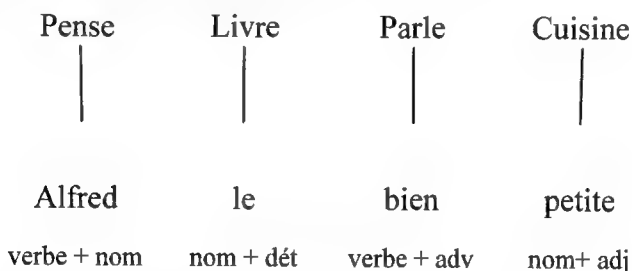 Pense Livre Parle Cuisine
Alfred le bien petite
verbe + nom nom + dét verbe + adv nom+ adj